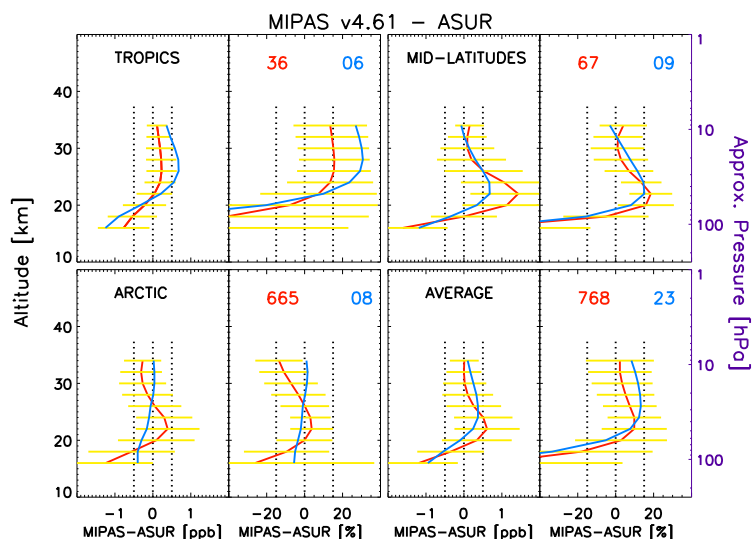 MIPAS v4.61 − ASUR
TROPICS 36 06 MID−LATITUDES 67 09
ARCTIC 665 08 AVERAGE 768 23
Altitude [km]
40
30
20
10
40
30
20
10
Approx. Pressure [hPa]
1
10
100
1
10
100
−1 0 1 −20 0 20 −1 0 1 −20 0 20
MIPAS−ASUR [ppb] MIPAS−ASUR [%] MIPAS−ASUR [ppb] MIPAS−ASUR [%]